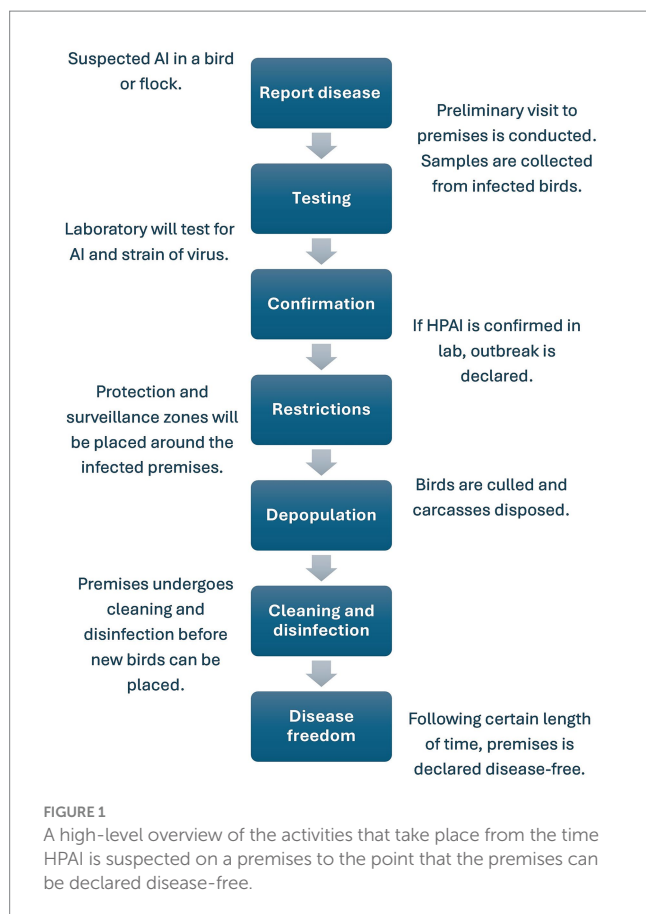 Suspected AI in a bird
or flock.
Report disease
Preliminary visit to
premises is conducted.
Samples are collected
from infected birds.
Testing
Laboratory will test for
AI and strain of virus.
Confirmation
If HPAI is confirmed in
lab, outbreak is
declared.
Restrictions
Protection and
surveillance zones will
be placed around the
infected premises.
Depopulation
Birds are culled and
carcasses disposed.
Premises undergoes
cleaning and
disinfection before
new birds can be
placed.
Cleaning and
disinfection
Disease
freedom
Following certain length
of time, premises is
declared disease-free.
FIGURE 1
A high-level overview of the activities that take place from the time
HPAI is suspected on a premises to the point that the premises can
be declared disease-free.